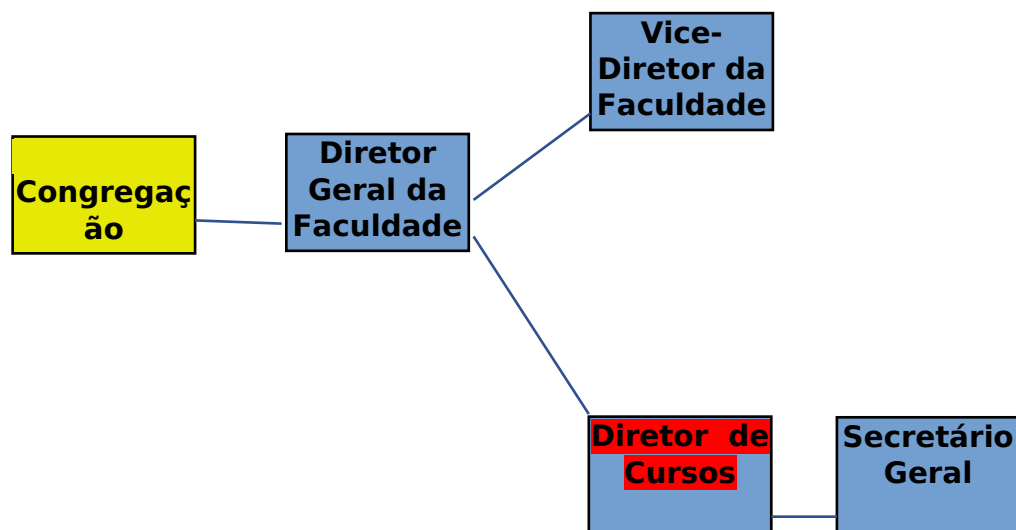 Vice-
Diretor da
Faculdade
Congregaç
ão
Diretor
Geral da
Faculdade
Diretor de
Cursos
Secretário
Geral